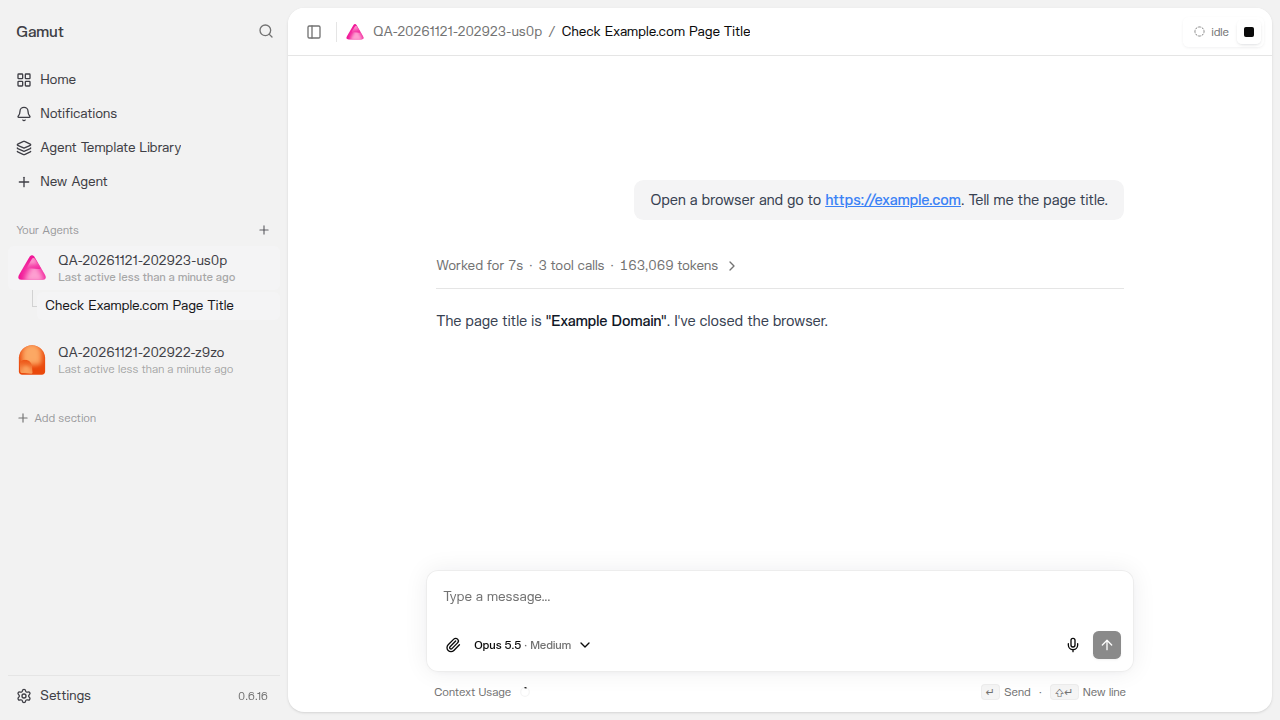 Gamut
Home
Notifications
Agent Template Library
New Agent
Your Agents
QA-20261121-202923-us0p
Last active less than a minute ago
Check Example.com Page Title
QA-20261121-202922-z9zo
Last active less than a minute ago
Add section
Settings
0.6.16
QA-20261121-202923-us0p / Check Example.com Page Title
idle
Open a browser and go to https://example.com. Tell me the page title.
Worked for 7s · 3 tool calls · 163,069 tokens
The page title is "Example Domain". I've closed the browser.
Type a message...
Opus 5.5 · Medium
Context Usage
Send · New line